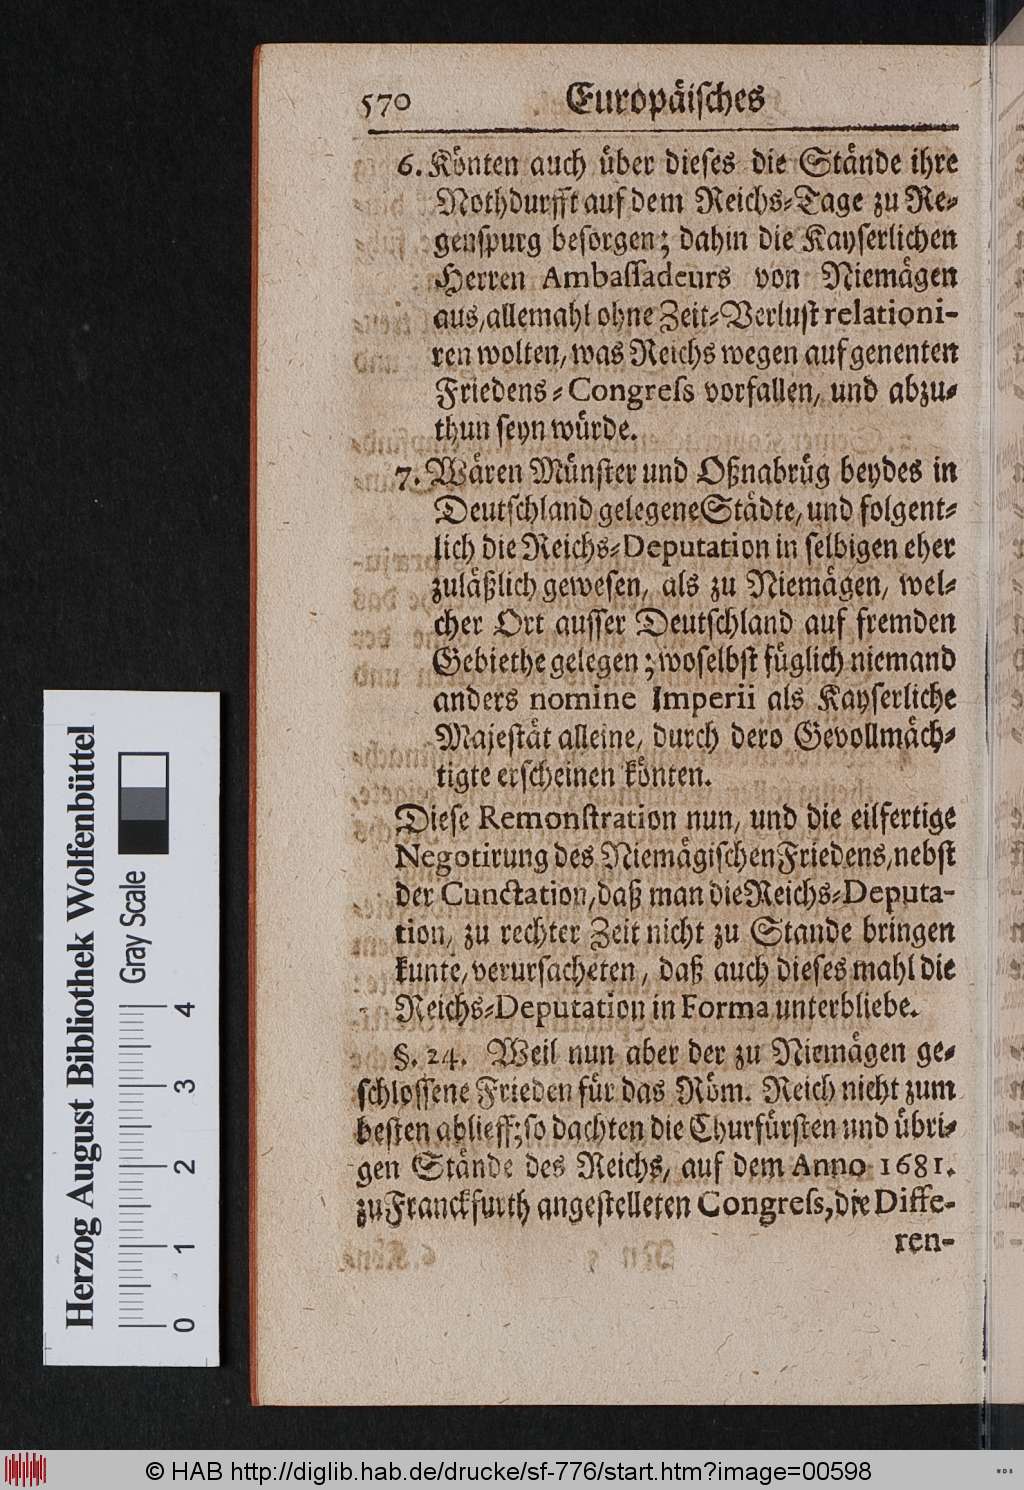 570 Europäiſches
6. Könten auch über dieſes die Stände ihre
Nothdurfft auf dem Reichs-Tage zu Re-
genſpurg beſorgen; dahin die Kayſerlichen
Herren Ambaſſadeurs von Niemägen
aus, allemahl ohne Zeit-Verluſt relationi-
ren wolten, was Reichs wegen auf genenten
Friedens-Congreſs vorfallen, und abzu-
thun ſeyn würde.
7. Wären Münſter und Oßnabrüg beydes in
Deutſchland gelegene Städte, und folgent-
lich die Reichs-Deputation in ſelbigen eher
zuläßlich geweſen, als zu Niemägen, wel-
cher Ort auſſer Deutſchland auf fremden
Gebiethe gelegen; woſelbſt füglich niemand
anders nomine Imperii als Kayſerliche
Majeſtät alleine, durch dero Gevollmäch-
tigte erſcheinen könten.
Dieſe Remonſtration nun, und die eilfertige
Negotirung des Niemägiſchen Friedens, nebſt
der Cunctation, daß man die Reichs-Deputa-
tion, zu rechter Zeit nicht zu Stande bringen
kunte, verurſacheten, daß auch dieſes mahl die
Reichs-Deputation in Forma unterbliebe.
§. 24. Weil nun aber der zu Niemägen ge-
ſchloſſene Frieden für das Röm. Reich nicht zum
beſten ablieff; ſo dachten die Churfürſten und übri-
gen Stände des Reichs, auf dem Anno 1681.
zu Franckfurth angeſtelleten Congreſs, die Diffe-
ren-
Herzog August Bibliothek Wolfenbüttel
Gray Scale
0 1 2 3 4
© HAB http://diglib.hab.de/drucke/sf-776/start.htm?image=00598